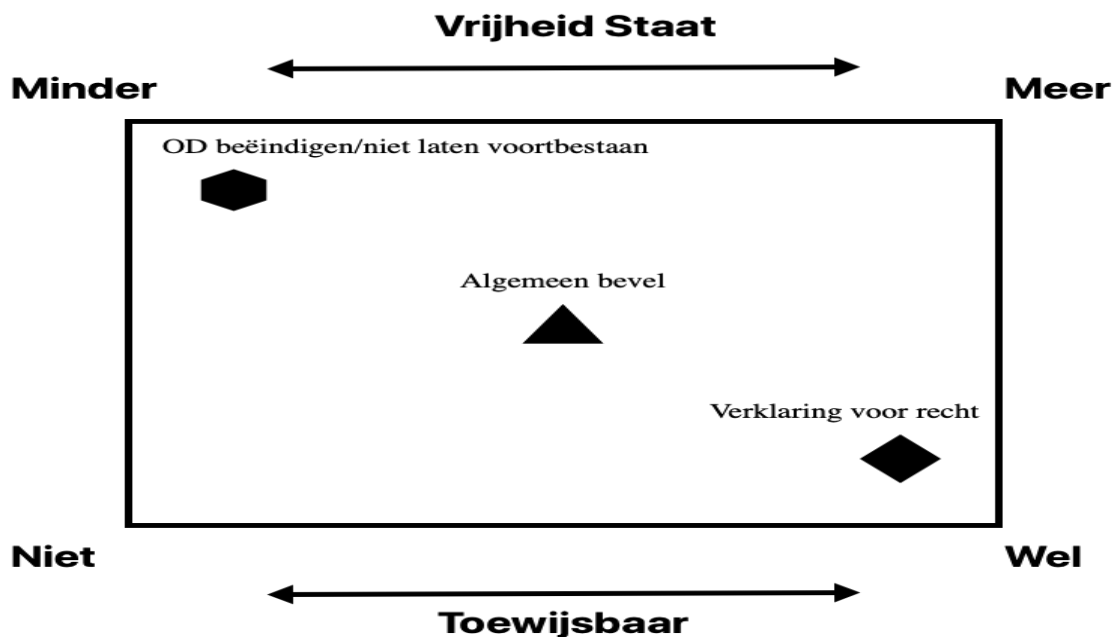 Vrijheid Staat
Minder
Meer
OD beëindigen/niet laten voortbestaan
Algemeen bevel
Verklaring voor recht
Niet
Wel
Toewijsbaar